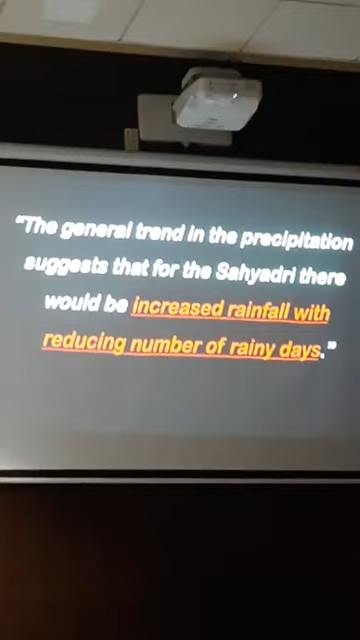 "The general trend in the precipitation
suggests that for the Sahyadri there
would be increased rainfall with
reducing number of rainy days."